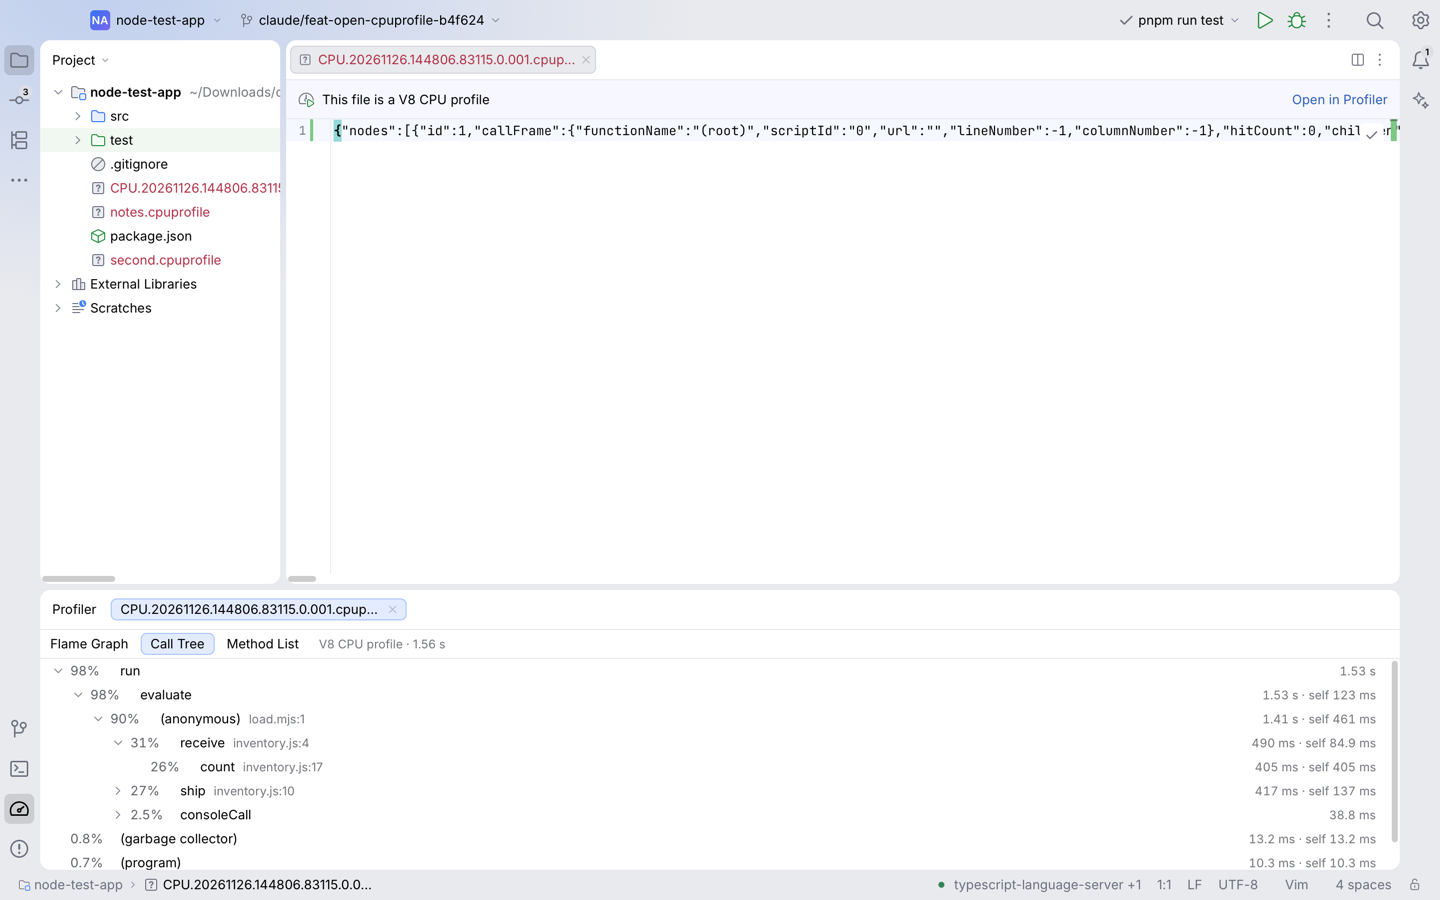 NA node-test-app claude/feat-open-cpuprofile-b4f624 pnpm run test
Project
node-test-app ~/Downloads/
src
test
.gitignore
CPU.20261126.144806.8311
notes.cpuprofile
package.json
second.cpuprofile
External Libraries
Scratches
3
CPU.20261126.144806.83115.0.001.cpup...
1
This file is a V8 CPU profile Open in Profiler
1 {"nodes":[{"id":1,"callFrame":{"functionName":"(root)","scriptId":"0","url":"","lineNumber":-1,"columnNumber":-1},"hitCount":0,"chil
Profiler CPU.20261126.144806.83115.0.001.cpup...
Flame Graph Call Tree Method List V8 CPU profile · 1.56 s
98% run 1.53 s
98% evaluate 1.53 s · self 123 ms
90% (anonymous) load.mjs:1 1.41 s · self 461 ms
31% receive inventory.js:4 490 ms · self 84.9 ms
26% count inventory.js:17 405 ms · self 405 ms
27% ship inventory.js:10 417 ms · self 137 ms
2.5% consoleCall 38.8 ms
0.8% (garbage collector) 13.2 ms · self 13.2 ms
0.7% (program) 10.3 ms · self 10.3 ms
node-test-app CPU.20261126.144806.83115.0.0... typescript-language-server +1 1:1 LF UTF-8 Vim 4 spaces